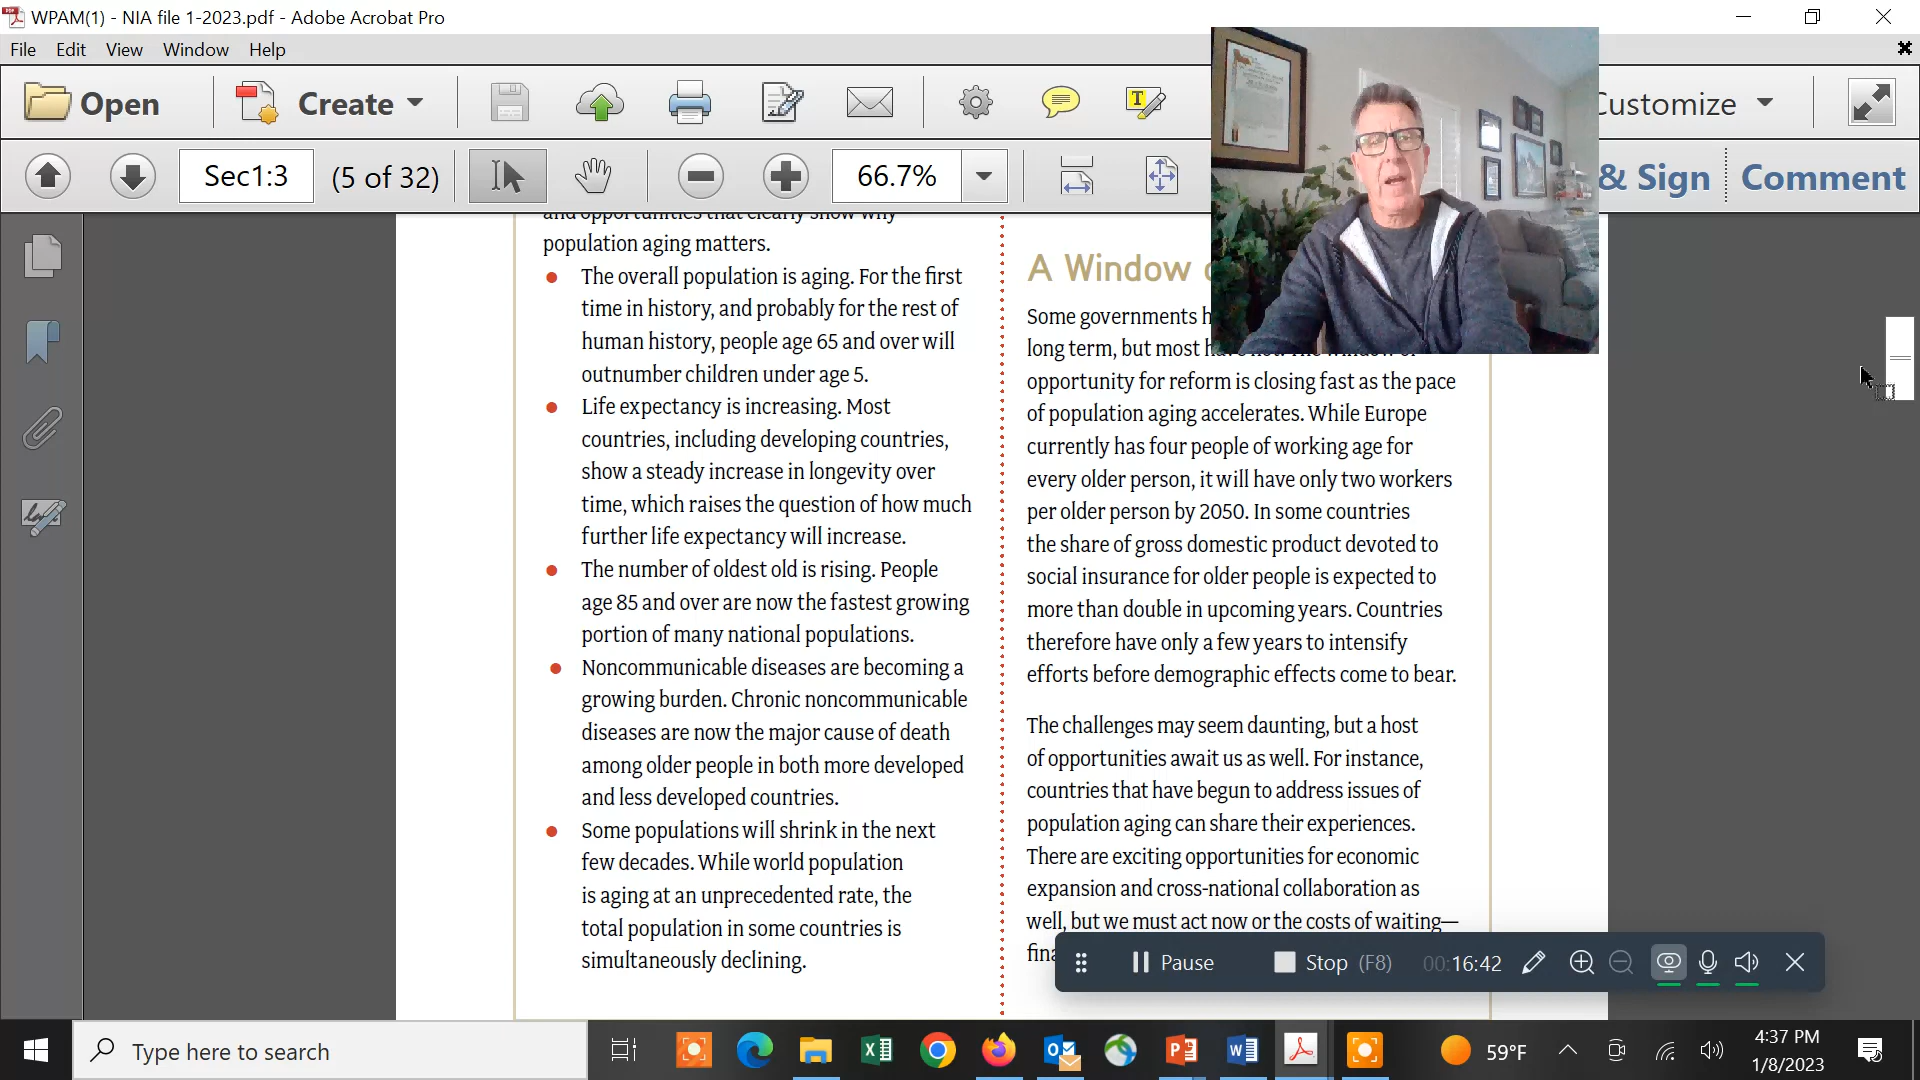 WPAM(1) - NIA file 1-2023.pdf - Adobe Acrobat Pro
File Edit View Window Help
Open Create Customize
Sec1:3 (5 of 32) 66.7% & Sign Comment
and opportunities that clearly show why
population aging matters.
● The overall population is aging. For the first
time in history, and probably for the rest of
human history, people age 65 and over will
outnumber children under age 5.
● Life expectancy is increasing. Most
countries, including developing countries,
show a steady increase in longevity over
time, which raises the question of how much
further life expectancy will increase.
● The number of oldest old is rising. People
age 85 and over are now the fastest growing
portion of many national populations.
● Noncommunicable diseases are becoming a
growing burden. Chronic noncommunicable
diseases are now the major cause of death
among older people in both more developed
and less developed countries.
● Some populations will shrink in the next
few decades. While world population
is aging at an unprecedented rate, the
total population in some countries is
simultaneously declining.
A Window
Some governments
long term, but most have not. The window of
opportunity for reform is closing fast as the pace
of population aging accelerates. While Europe
currently has four people of working age for
every older person, it will have only two workers
per older person by 2050. In some countries
the share of gross domestic product devoted to
social insurance for older people is expected to
more than double in upcoming years. Countries
therefore have only a few years to intensify
efforts before demographic effects come to bear.
The challenges may seem daunting, but a host
of opportunities await us as well. For instance,
countries that have begun to address issues of
population aging can share their experiences.
There are exciting opportunities for economic
expansion and cross-national collaboration as
well, but we must act now or the costs of waiting—
Pause Stop (F8) 00:16:42
Type here to search
59°F
4:37 PM
1/8/2023